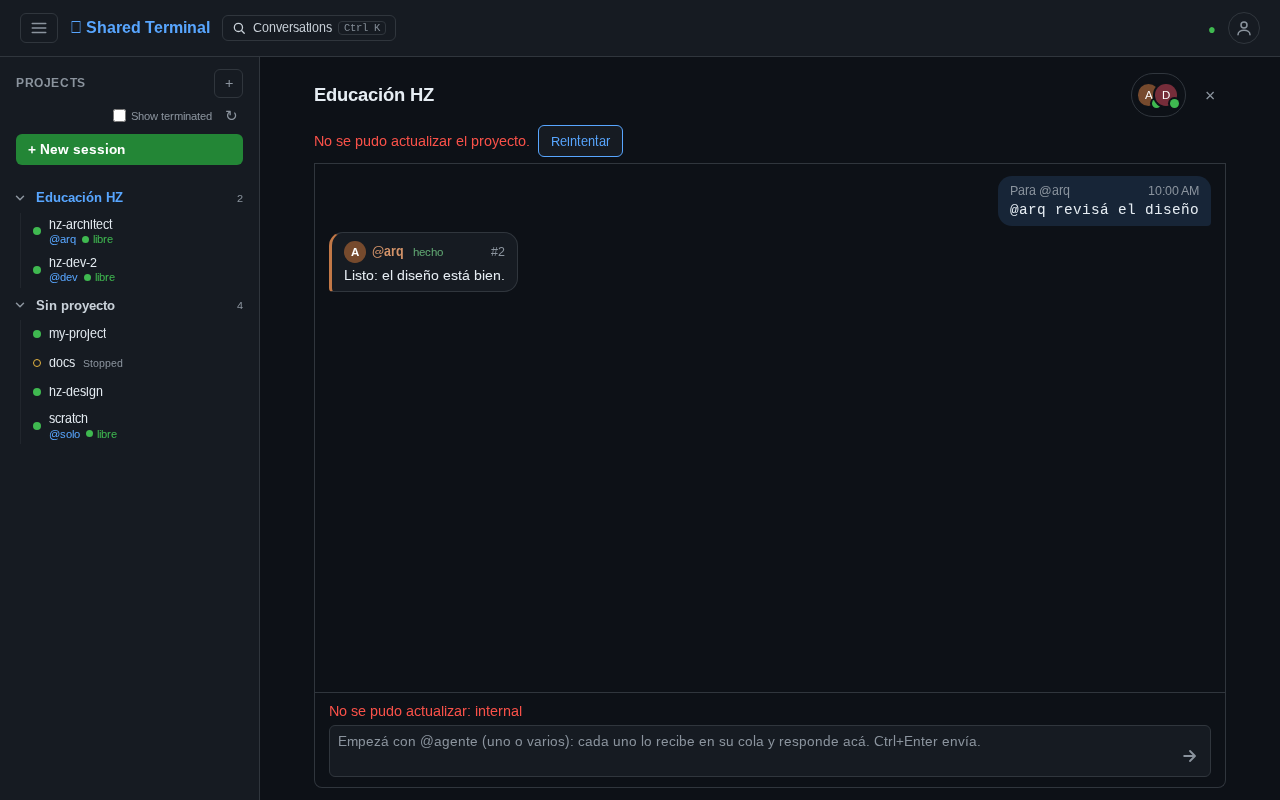 Shared Terminal
Conversations Ctrl K
PROJECTS
+
Show terminated ↻
+ New session
Educación HZ 2
hz-architect
@arq libre
hz-dev-2
@dev libre
Sin proyecto 4
my-project
docs Stopped
hz-design
scratch
@solo libre
Educación HZ
A D ×
No se pudo actualizar el proyecto. Reintentar
Para @arq 10:00 AM
@arq revisá el diseño
A @arq hecho #2
Listo: el diseño está bien.
No se pudo actualizar: internal
Empezá con @agente (uno o varios): cada uno lo recibe en su cola y responde acá. Ctrl+Enter envía.